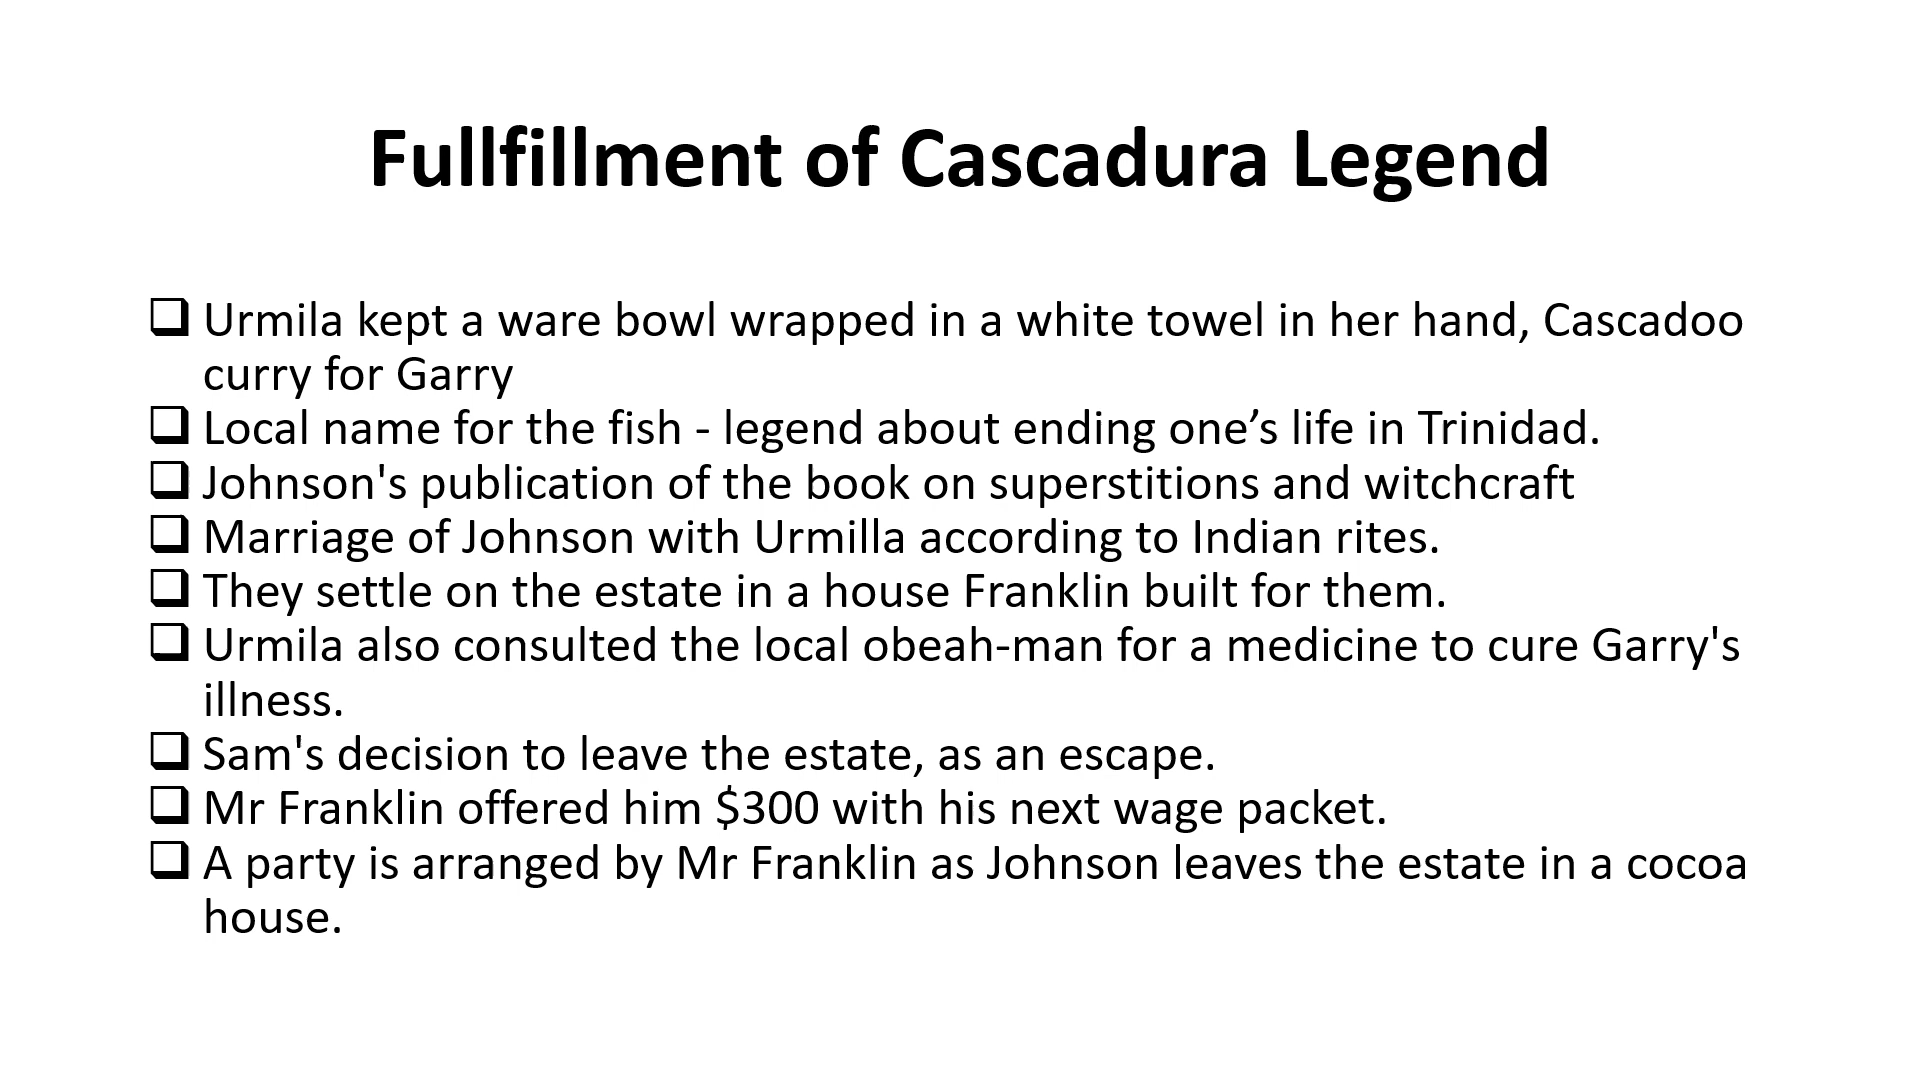 Fullfillment of Cascadura Legend
❑ Urmila kept a ware bowl wrapped in a white towel in her hand, Cascadoo
curry for Garry
❑ Local name for the fish - legend about ending one’s life in Trinidad.
❑ Johnson's publication of the book on superstitions and witchcraft
❑ Marriage of Johnson with Urmilla according to Indian rites.
❑ They settle on the estate in a house Franklin built for them.
❑ Urmila also consulted the local obeah-man for a medicine to cure Garry's
illness.
❑ Sam's decision to leave the estate, as an escape.
❑ Mr Franklin offered him $300 with his next wage packet.
❑ A party is arranged by Mr Franklin as Johnson leaves the estate in a cocoa
house.